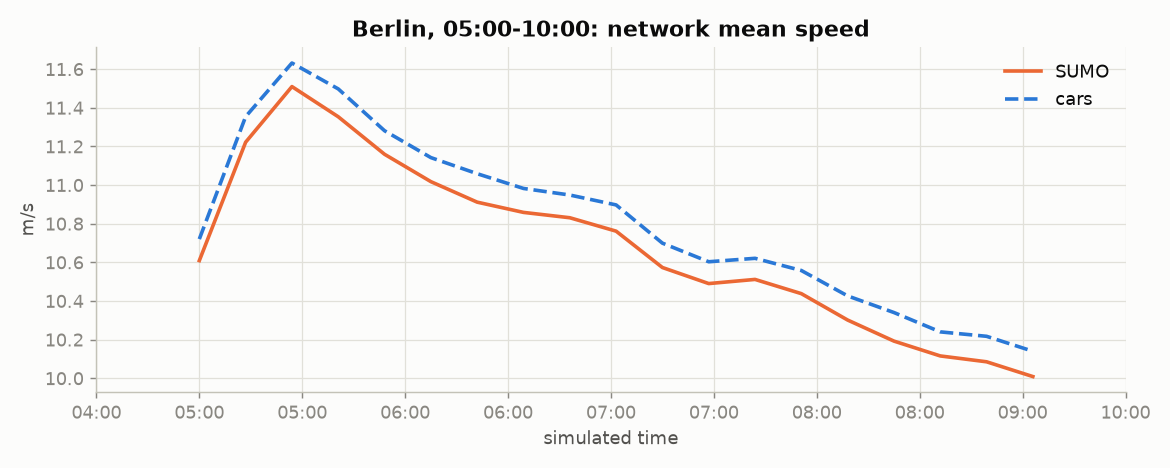 Berlin, 05:00-10:00: network mean speed
11.6
11.4
11.2
11.0
10.8
10.6
10.4
10.2
10.0
m/s
SUMO
cars
04:00 05:00 05:00 06:00 06:00 07:00 07:00 08:00 08:00 09:00 10:00
simulated time